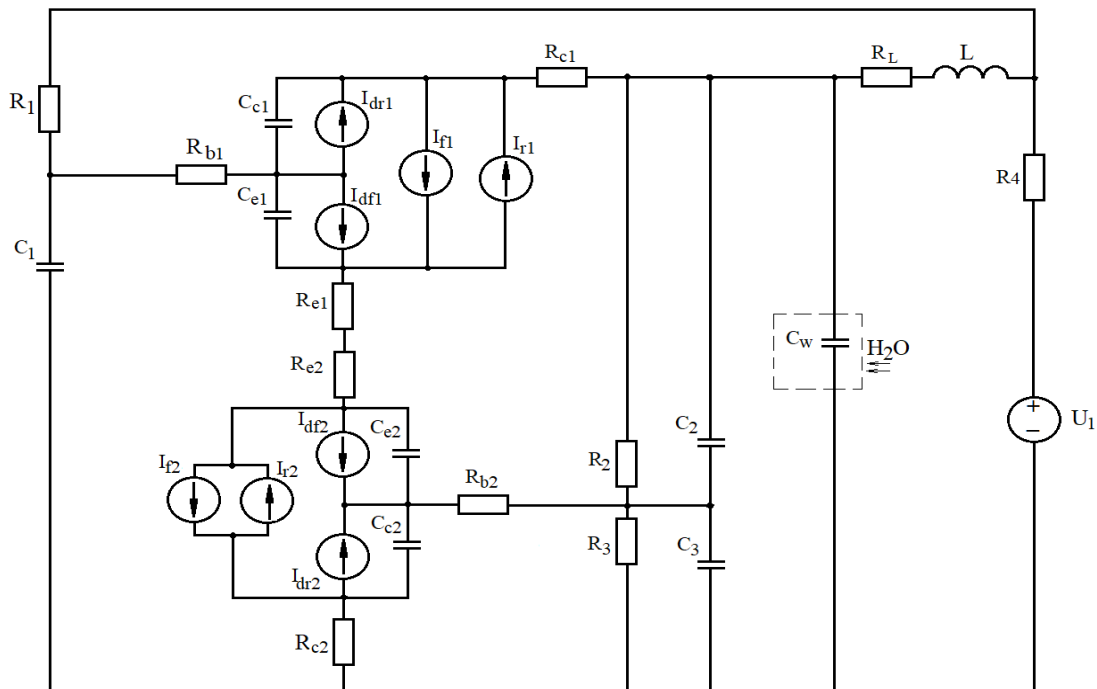 R1
Rb1
Cc1
Ce1
Idr1
Idf1
If1
Ir1
Rc1
RL
L
R4
C1
Re1
Re2
Cw
H2O
U1
+
−
Idf2
Ce2
If2
Ir2
Rb2
R2
C2
Cc2
Idr2
R3
C3
Rc2